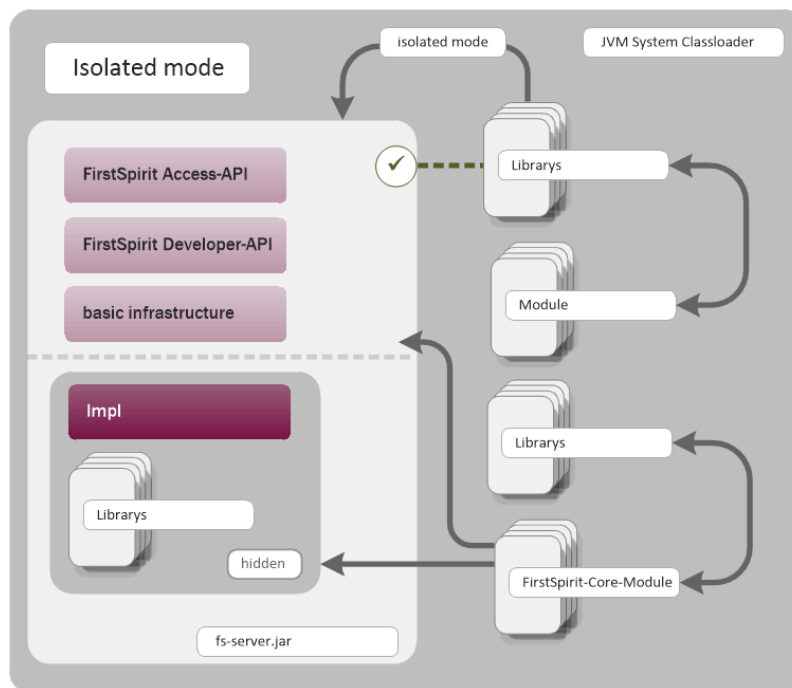 Isolated mode
isolated mode
JVM System Classloader
FirstSpirit Access-API
FirstSpirit Developer-API
basic infrastructure
Impl
Librarys
hidden
fs-server.jar
Librarys
Module
Librarys
FirstSpirit-Core-Module